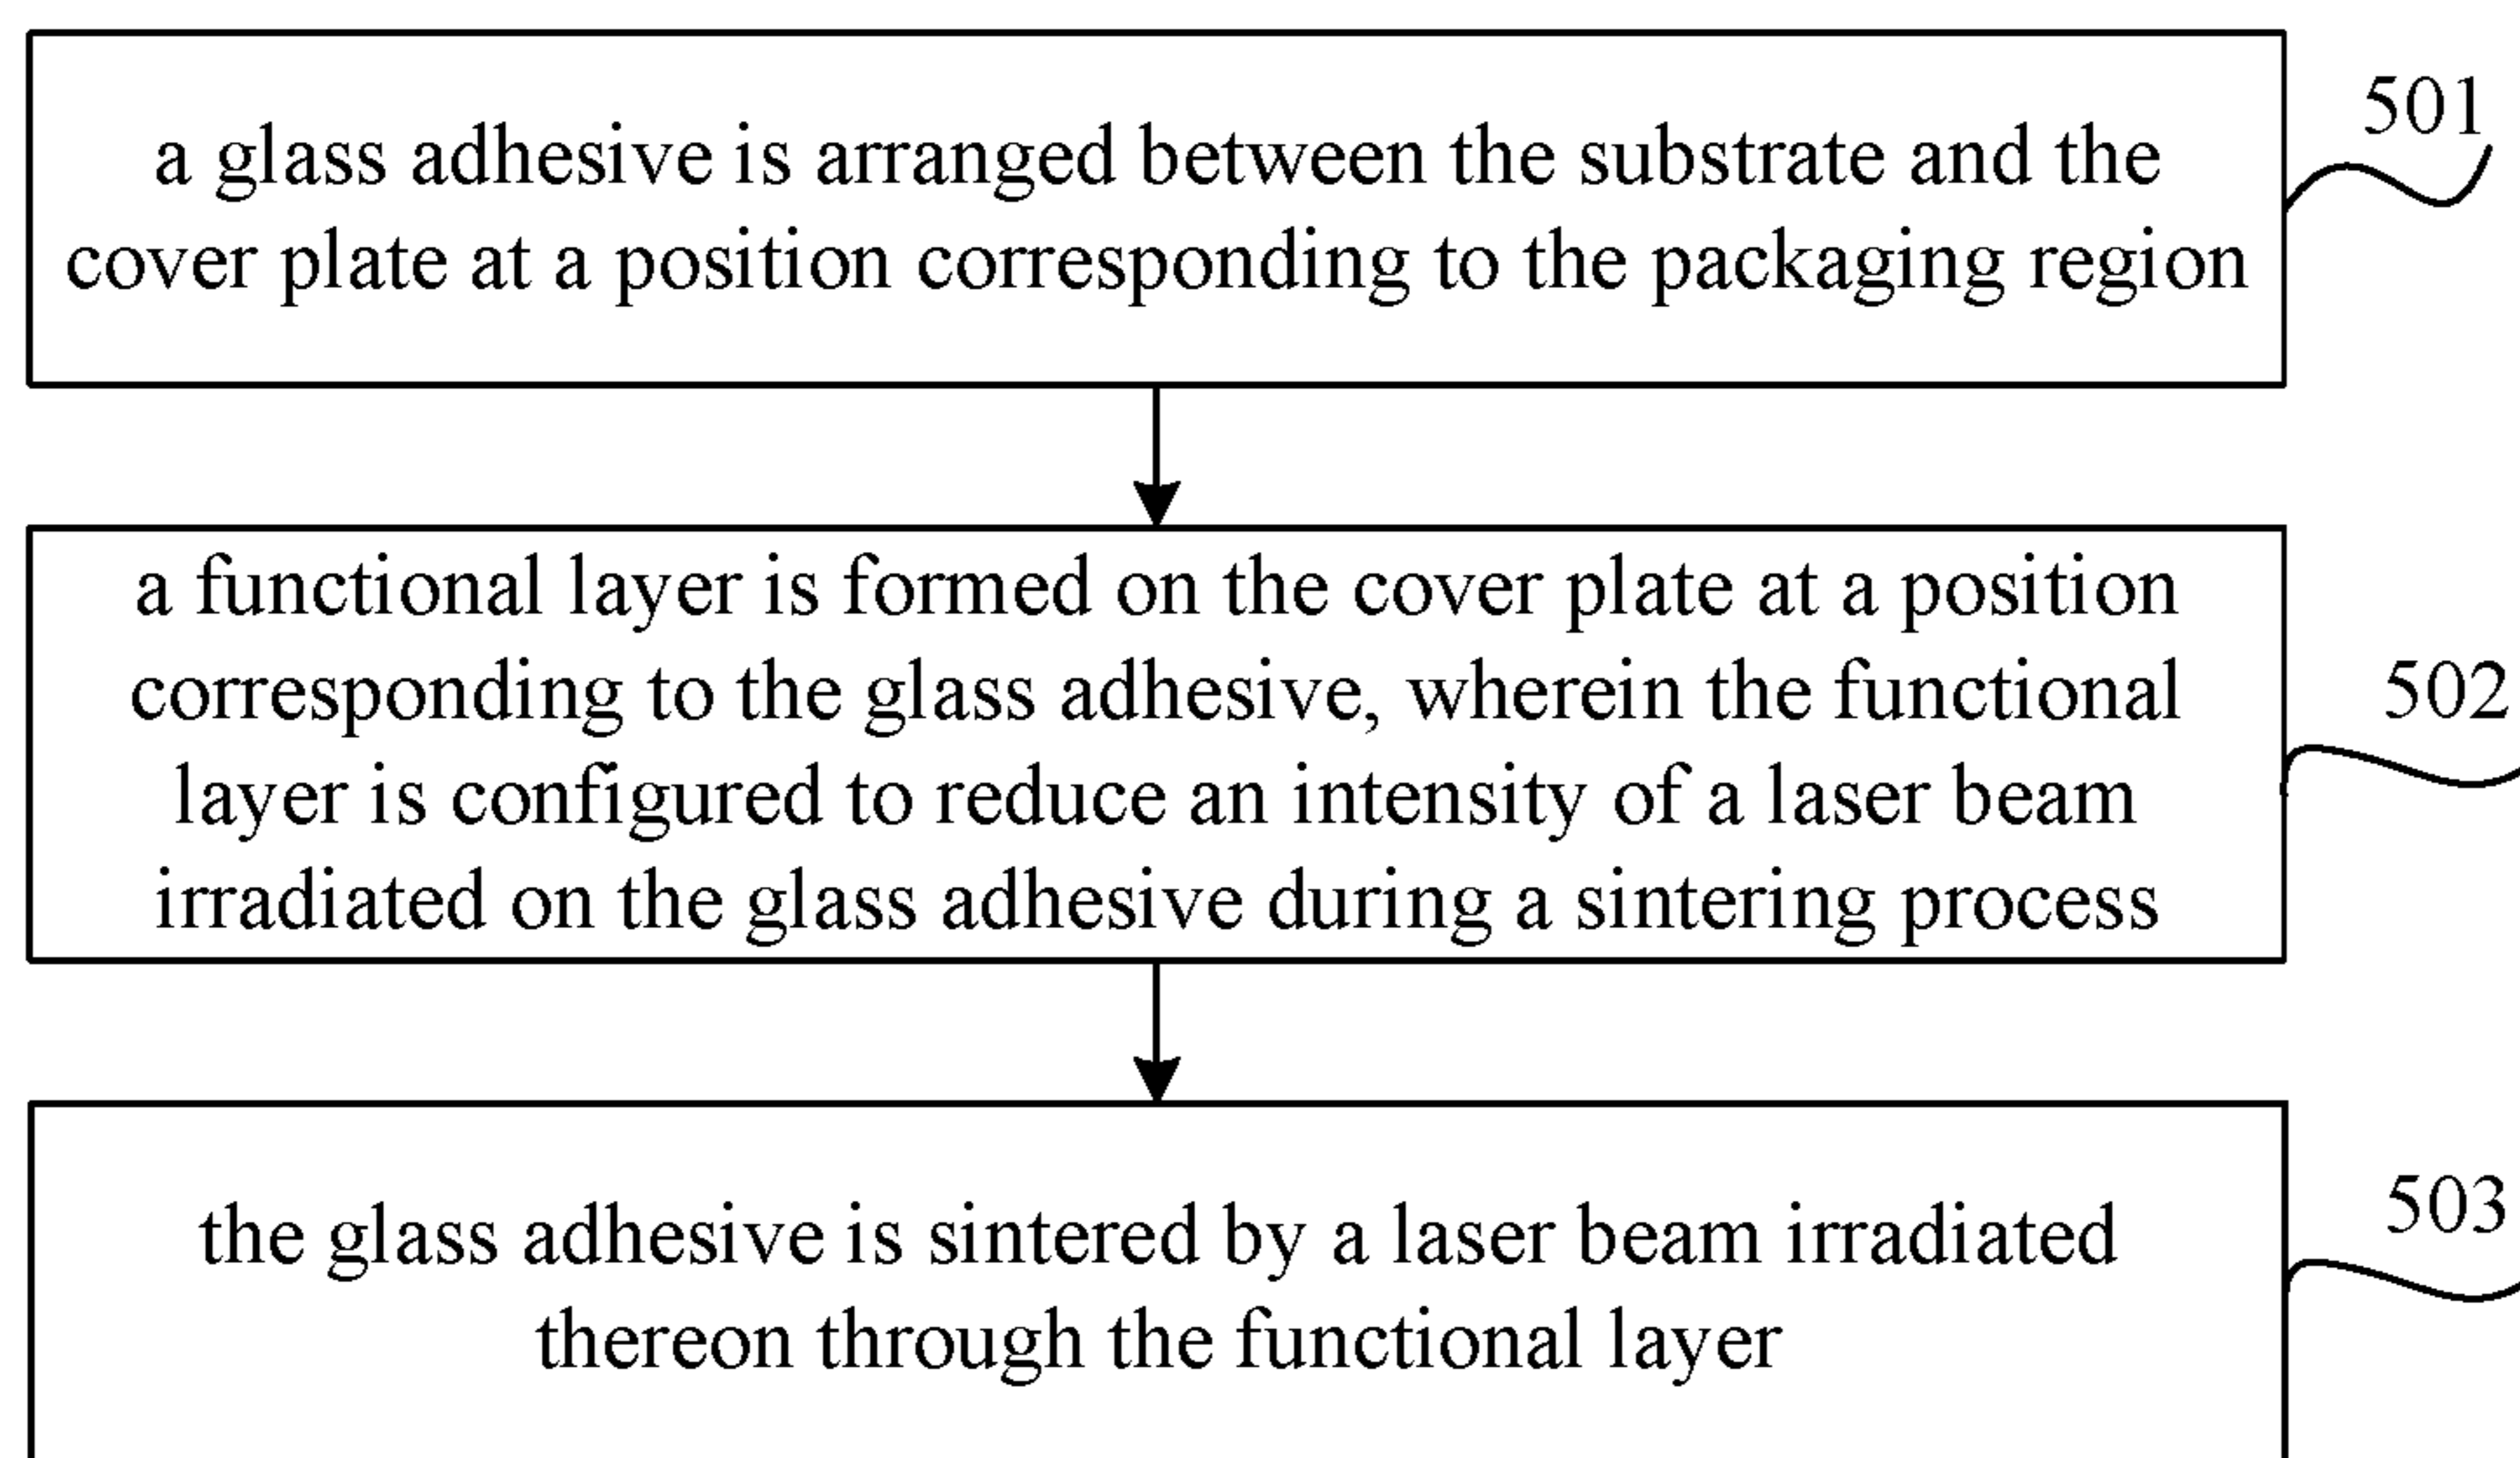 a glass adhesive is arranged between the substrate and the
cover plate at a position corresponding to the packaging region
501
a functional layer is formed on the cover plate at a position
corresponding to the glass adhesive, wherein the functional
layer is configured to reduce an intensity of a laser beam
irradiated on the glass adhesive during a sintering process
502
the glass adhesive is sintered by a laser beam irradiated
thereon through the functional layer
503